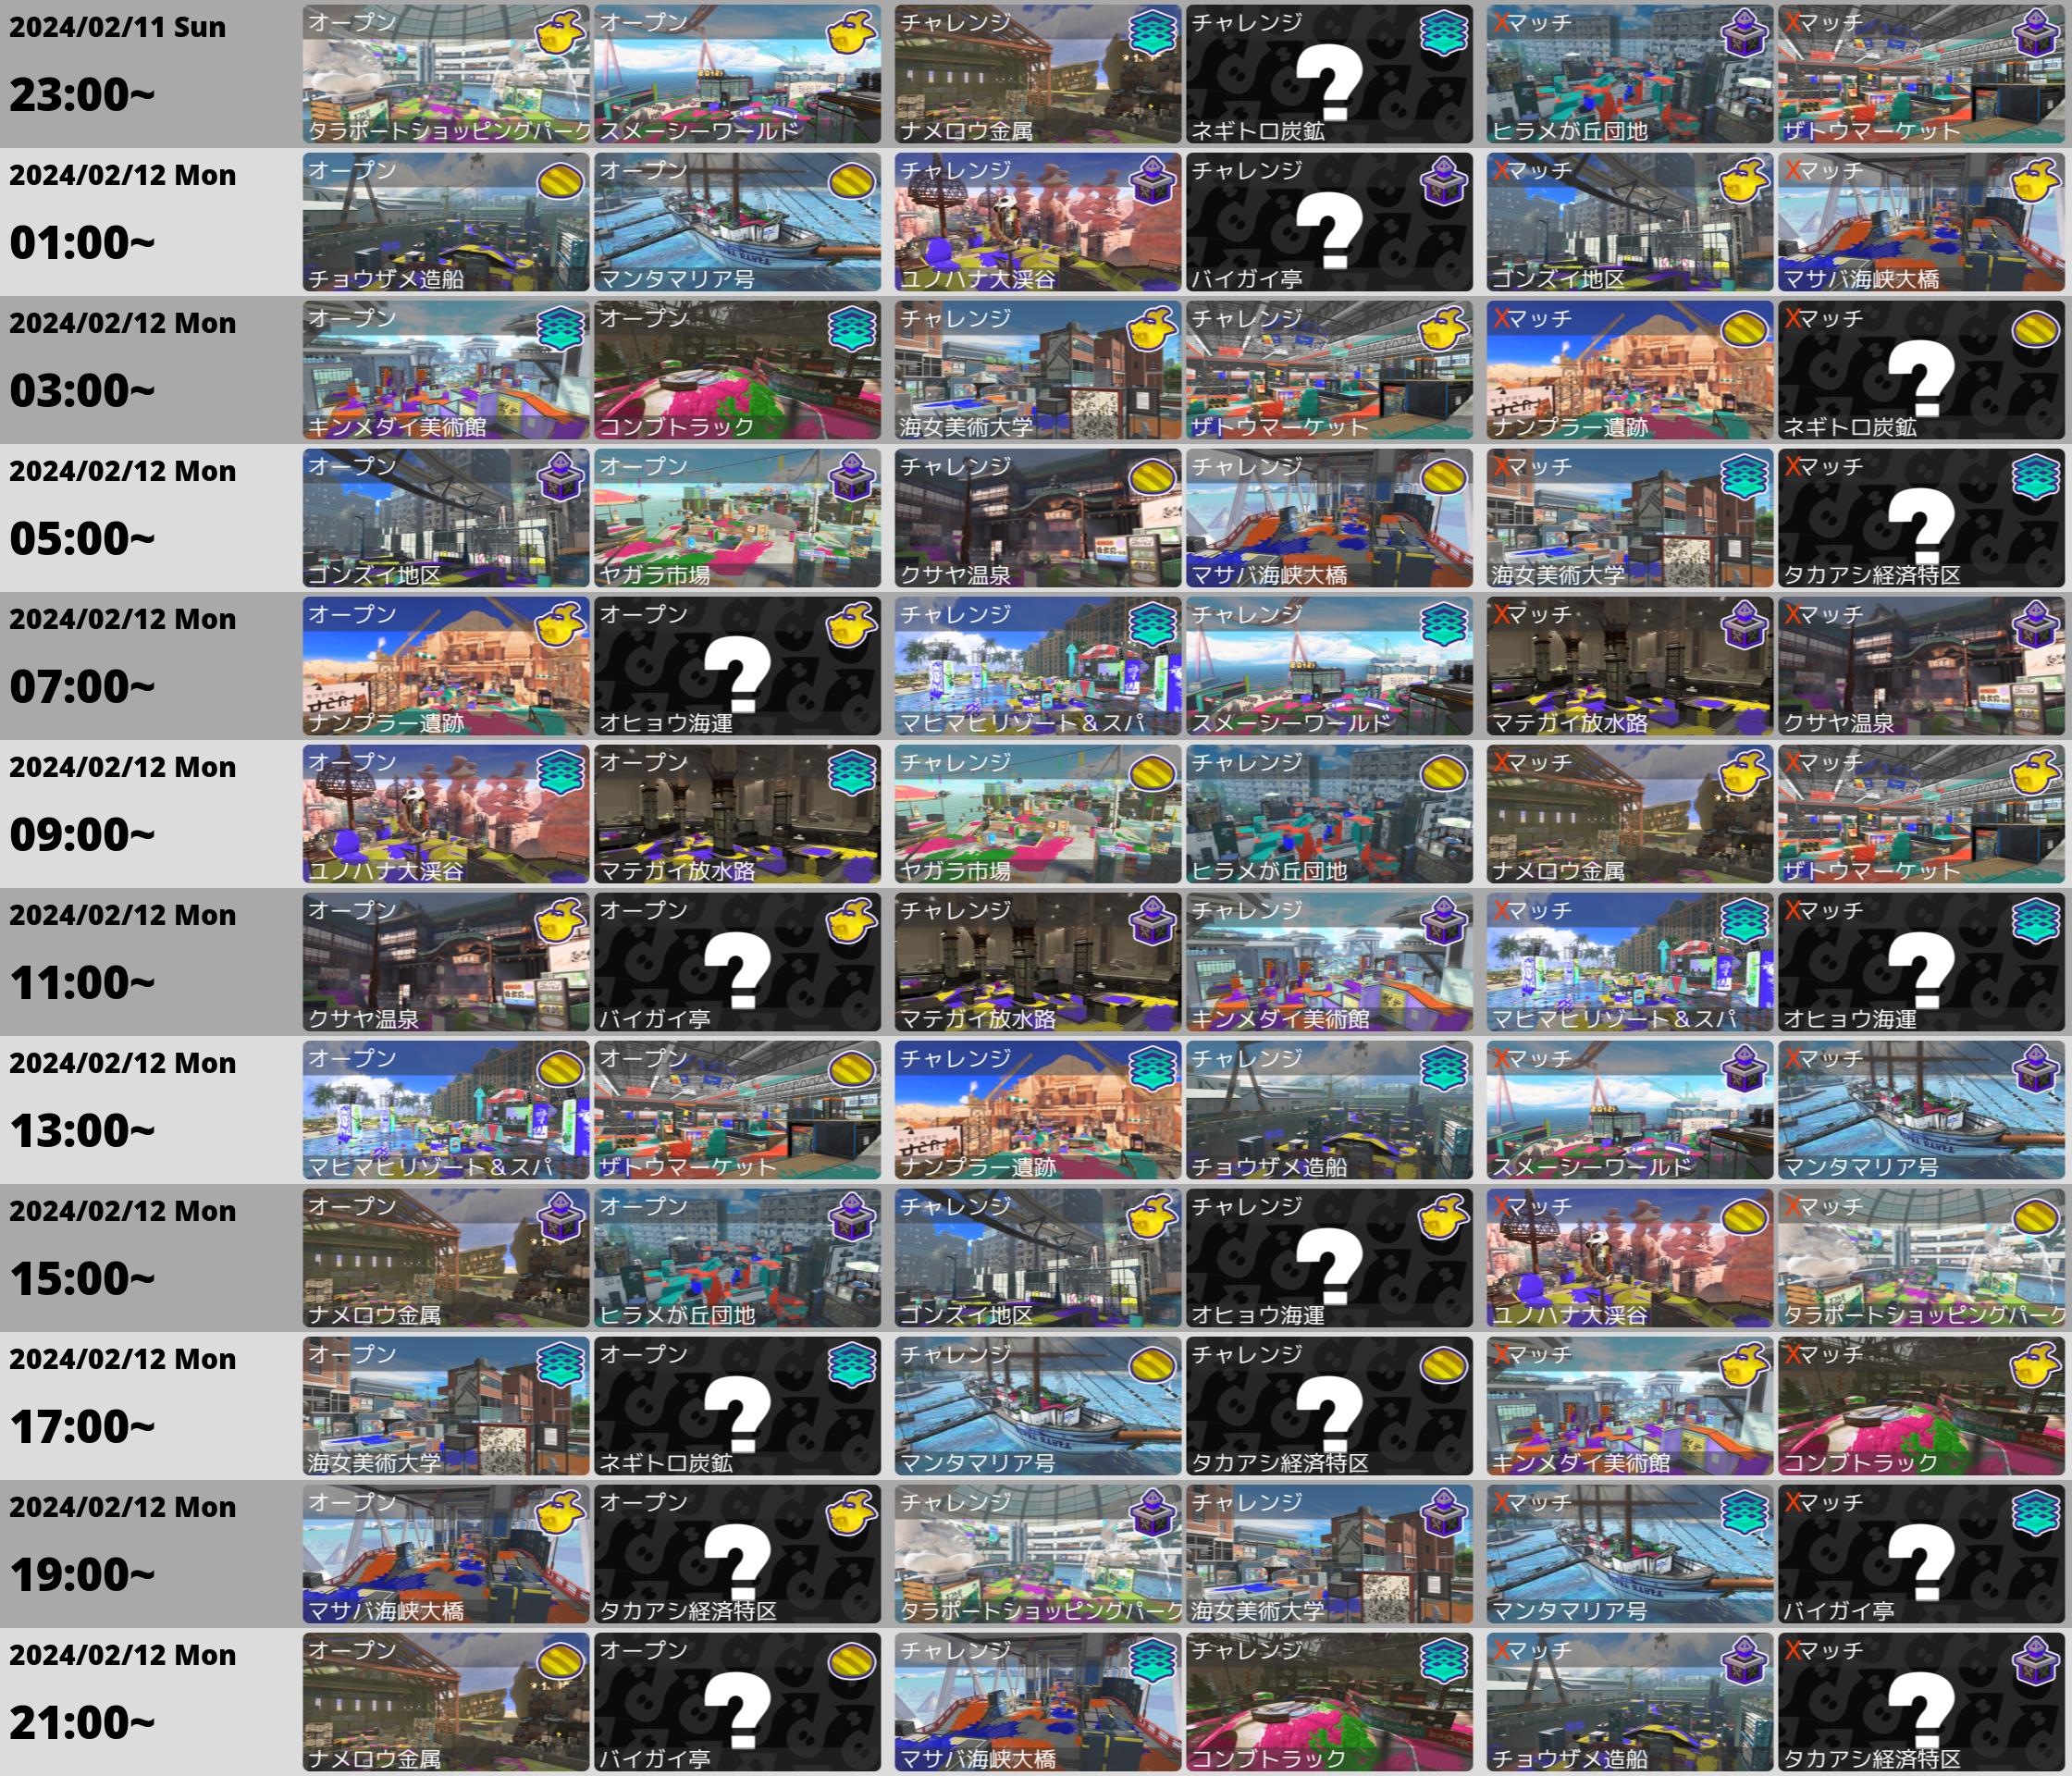 2024/02/11 Sun
23:00~
オープン
タラポートショッピングパーク
オープン
スメーシーワールド
チャレンジ
ナメロウ金属
チャレンジ
?
ネギトロ炭鉱
Xマッチ
ヒラメが丘団地
Xマッチ
ザトウマーケット
2024/02/12 Mon
01:00~
オープン
チョウザメ造船
オープン
マンタマリア号
チャレンジ
ユノハナ大渓谷
チャレンジ
?
バイガイ亭
Xマッチ
ゴンズイ地区
Xマッチ
マサバ海峡大橋
2024/02/12 Mon
03:00~
オープン
キンメダイ美術館
オープン
コンブトラック
チャレンジ
海女美術大学
チャレンジ
ザトウマーケット
Xマッチ
ナンプラー遺跡
Xマッチ
?
ネギトロ炭鉱
2024/02/12 Mon
05:00~
オープン
ゴンズイ地区
オープン
ヤガラ市場
チャレンジ
クサヤ温泉
チャレンジ
マサバ海峡大橋
Xマッチ
海女美術大学
Xマッチ
?
タカアシ経済特区
2024/02/12 Mon
07:00~
オープン
ナンプラー遺跡
オープン
?
オヒョウ海運
チャレンジ
マヒマヒリゾート＆スパ
チャレンジ
スメーシーワールド
Xマッチ
マテガイ放水路
Xマッチ
クサヤ温泉
2024/02/12 Mon
09:00~
オープン
ユノハナ大渓谷
オープン
マテガイ放水路
チャレンジ
ヤガラ市場
チャレンジ
ヒラメが丘団地
Xマッチ
ナメロウ金属
Xマッチ
ザトウマーケット
2024/02/12 Mon
11:00~
オープン
クサヤ温泉
オープン
?
バイガイ亭
チャレンジ
マテガイ放水路
チャレンジ
キンメダイ美術館
Xマッチ
マヒマヒリゾート＆スパ
Xマッチ
?
オヒョウ海運
2024/02/12 Mon
13:00~
オープン
マヒマヒリゾート＆スパ
オープン
ザトウマーケット
チャレンジ
ナンプラー遺跡
チャレンジ
チョウザメ造船
Xマッチ
スメーシーワールド
Xマッチ
マンタマリア号
2024/02/12 Mon
15:00~
オープン
ナメロウ金属
オープン
ヒラメが丘団地
チャレンジ
ゴンズイ地区
チャレンジ
?
オヒョウ海運
Xマッチ
ユノハナ大渓谷
Xマッチ
タラポートショッピングパーク
2024/02/12 Mon
17:00~
オープン
海女美術大学
オープン
?
ネギトロ炭鉱
チャレンジ
マンタマリア号
チャレンジ
?
タカアシ経済特区
Xマッチ
キンメダイ美術館
Xマッチ
コンブトラック
2024/02/12 Mon
19:00~
オープン
マサバ海峡大橋
オープン
?
タカアシ経済特区
チャレンジ
タラポートショッピングパーク
チャレンジ
海女美術大学
Xマッチ
マンタマリア号
Xマッチ
?
バイガイ亭
2024/02/12 Mon
21:00~
オープン
ナメロウ金属
オープン
?
バイガイ亭
チャレンジ
マサバ海峡大橋
チャレンジ
コンブトラック
Xマッチ
チョウザメ造船
Xマッチ
?
タカアシ経済特区